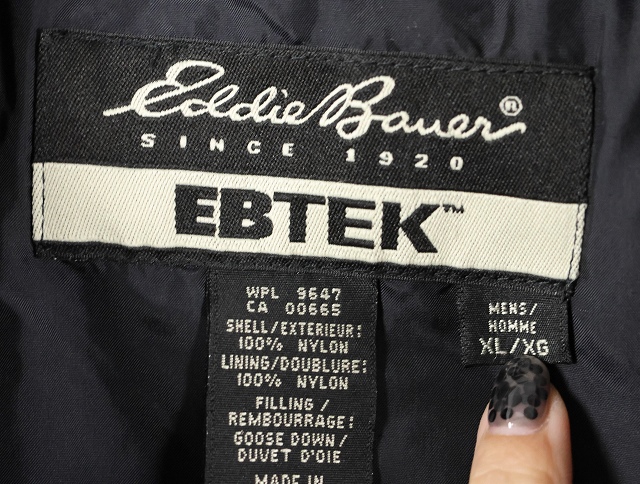 Eddie Bauer®
SINCE 1920
EBTEK™
WPL 9647
CA 00665
SHELL/EXTERIEUR:
100% NYLON
LINING/DOUBLURE:
100% NYLON
FILLING/
REMBOURRAGE:
GOOSE DOWN/
DUVET D'OIE
MADE IN
MENS/
HOMME
XL/XG